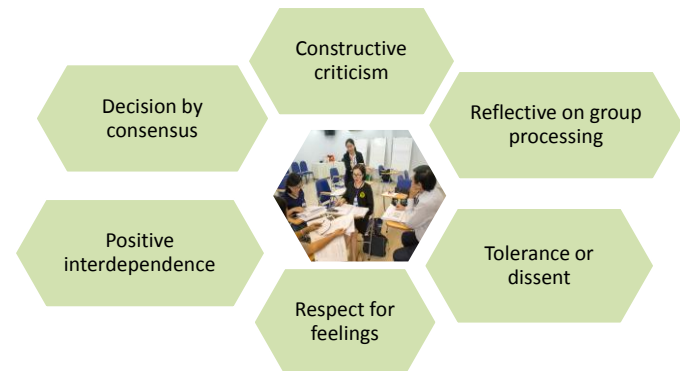 Constructive
criticism
Decision by
consensus
Reflective on group
processing
Positive
interdependence
Tolerance or
dissent
Respect for
feelings